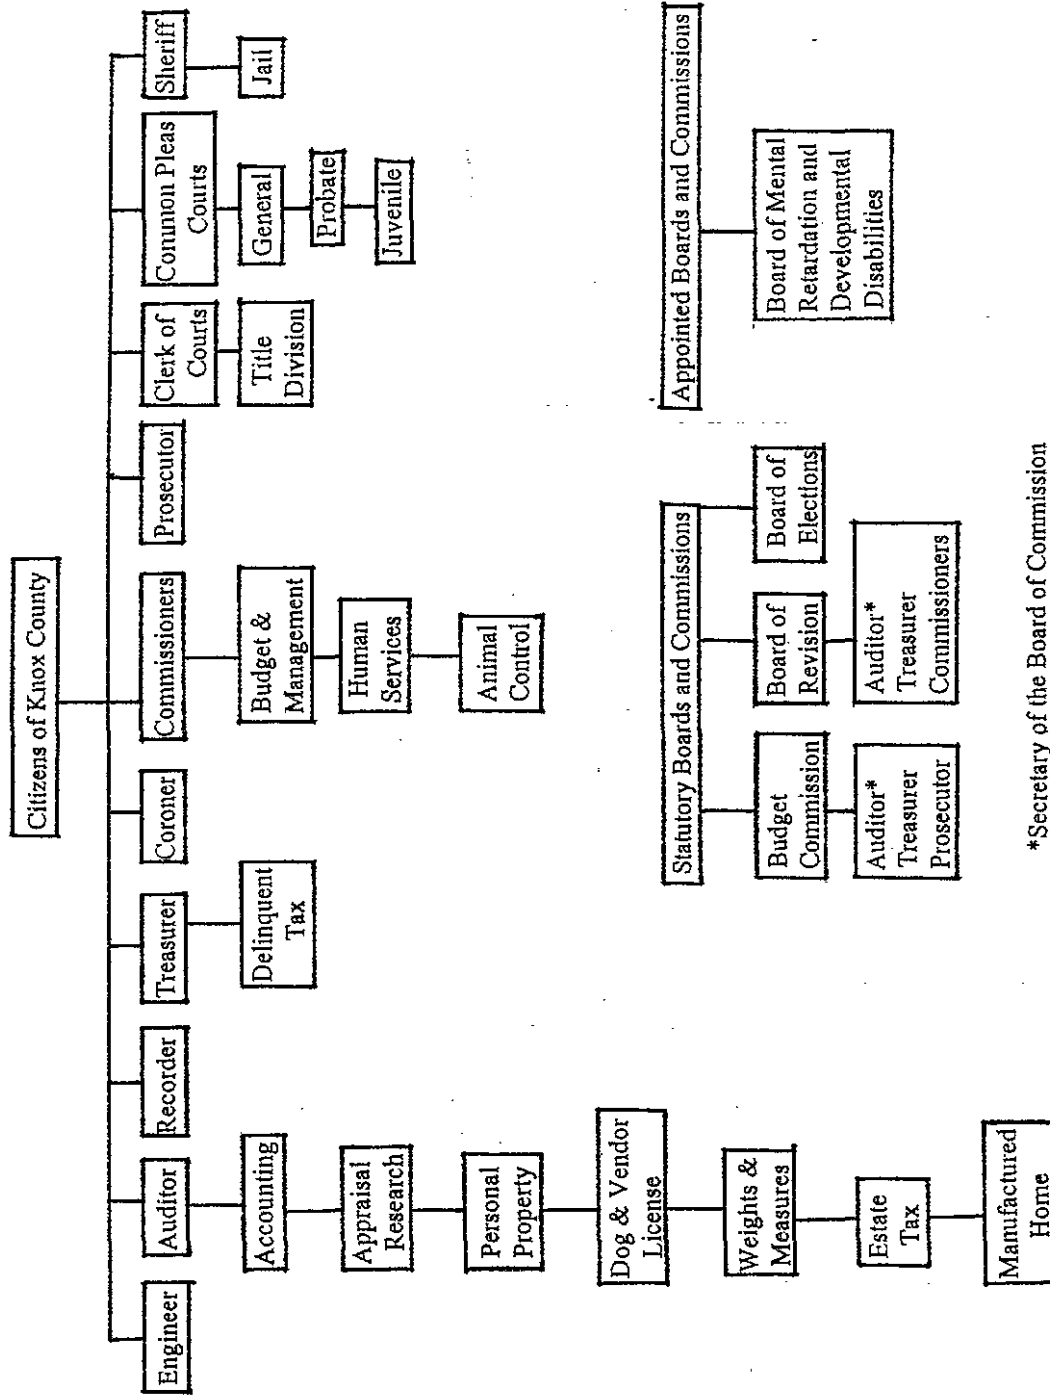 Citizens of Knox County
Engineer
Auditor
Recorder
Treasurer
Coroner
Commissioners
Prosecutor
Clerk of
Courts
Common Pleas
Courts
Sheriff
Accounting
Delinquent
Tax
Budget &
Management
Title
Division
General
Jail
Appraisal
Research
Human
Services
Probate
Personal
Property
Animal
Control
Juvenile
Dog & Vendor
License
Weights &
Measures
Estate
Tax
Manufactured
Home
Statutory Boards and Commissions
Budget
Commission
Board of
Revision
Board of
Elections
Auditor*
Treasurer
Prosecutor
Auditor*
Treasurer
Commissioners
Appointed Boards and Commissions
Board of Mental
Retardation and
Developmental
Disabilities
*Secretary of the Board of Commission